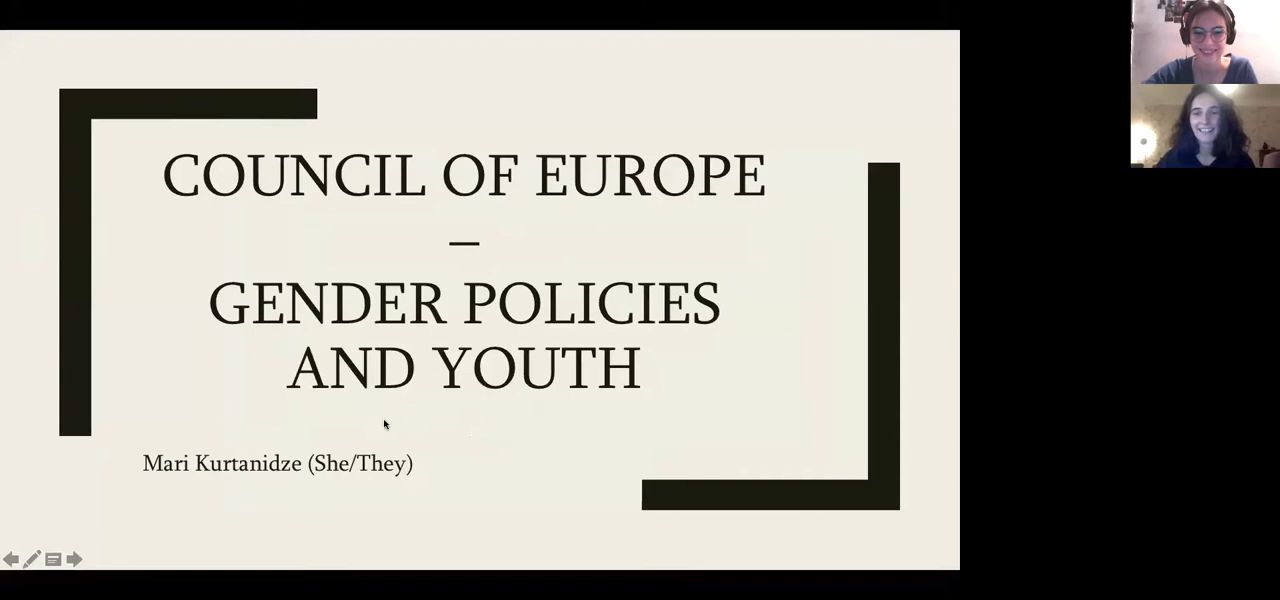 COUNCIL OF EUROPE
–
GENDER POLICIES
AND YOUTH
Mari Kurtanidze (She/They)